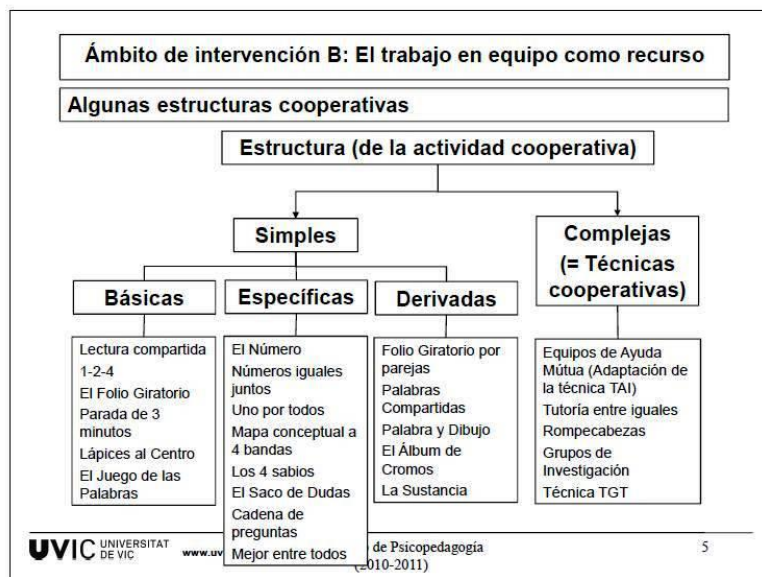 Ámbito de intervención B: El trabajo en equipo como recurso
Algunas estructuras cooperativas
Estructura (de la actividad cooperativa)
Simples
Complejas
(= Técnicas
cooperativas)
Básicas
Específicas
Derivadas
Lectura compartida
1-2-4
El Folio Giratorio
Parada de 3
minutos
Lápices al Centro
El Juego de las
Palabras
El Número
Números iguales
juntos
Uno por todos
Mapa conceptual a
4 bandas
Los 4 sabios
El Saco de Dudas
Cadena de
preguntas
Mejor entre todos
Folio Giratorio por
parejas
Palabras
Compartidas
Palabra y Dibujo
El Álbum de
Cromos
La Sustancia
Equipos de Ayuda
Mútua (Adaptación de
la técnica TAI)
Tutoría entre iguales
Rompecabezas
Grupos de
Investigación
Técnica TGT
UVIC UNIVERSITAT
DE VIC
www.uv
de Psicopedagogía
(2010-2011)
5